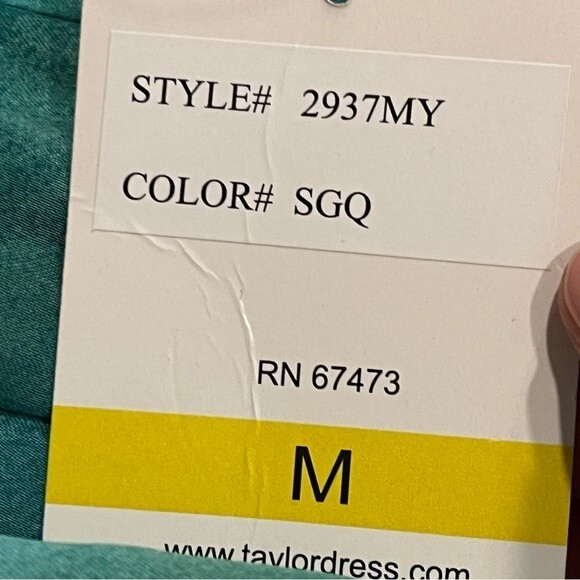 STYLE# 2937MY
COLOR# SGQ
RN 67473
M
www.taylordress.com